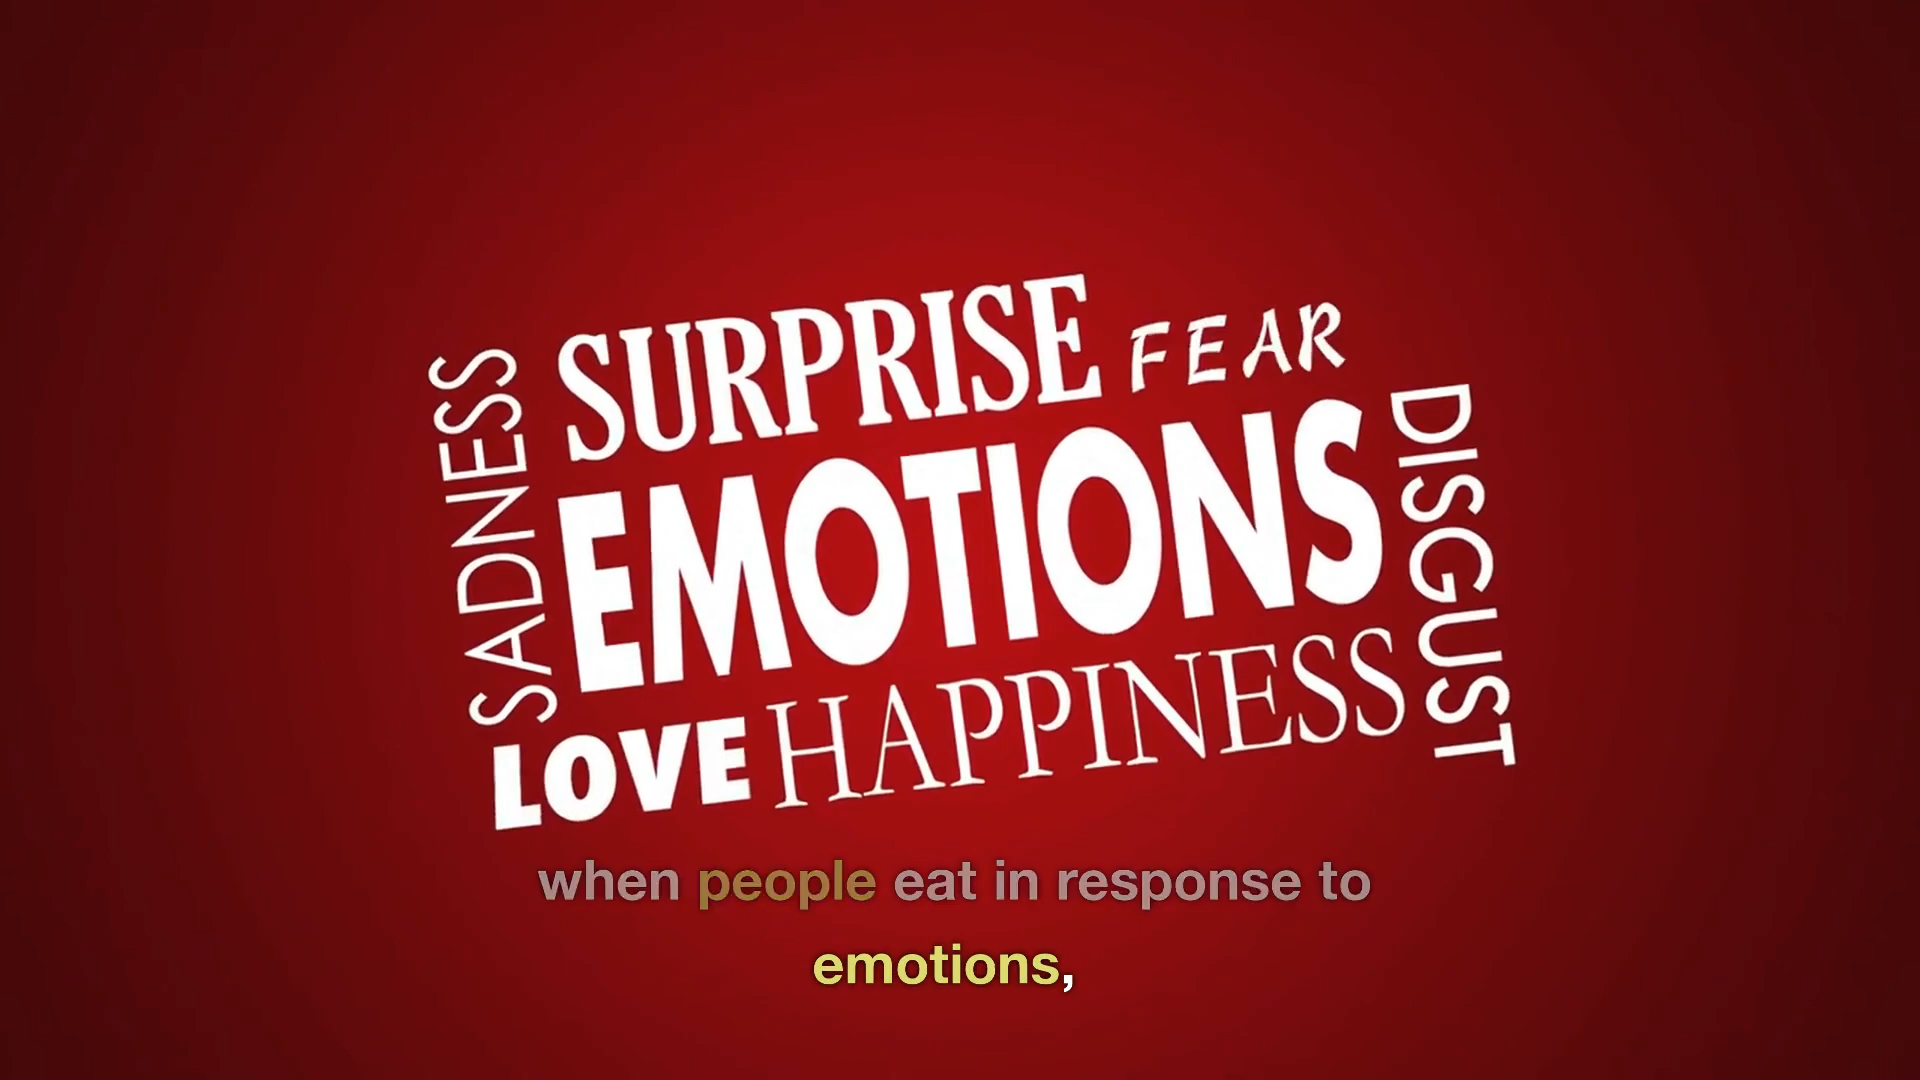 SADNESS
SURPRISE
FEAR
EMOTIONS
DISGUST
LOVE
HAPPINESS
when people eat in response to
emotions,